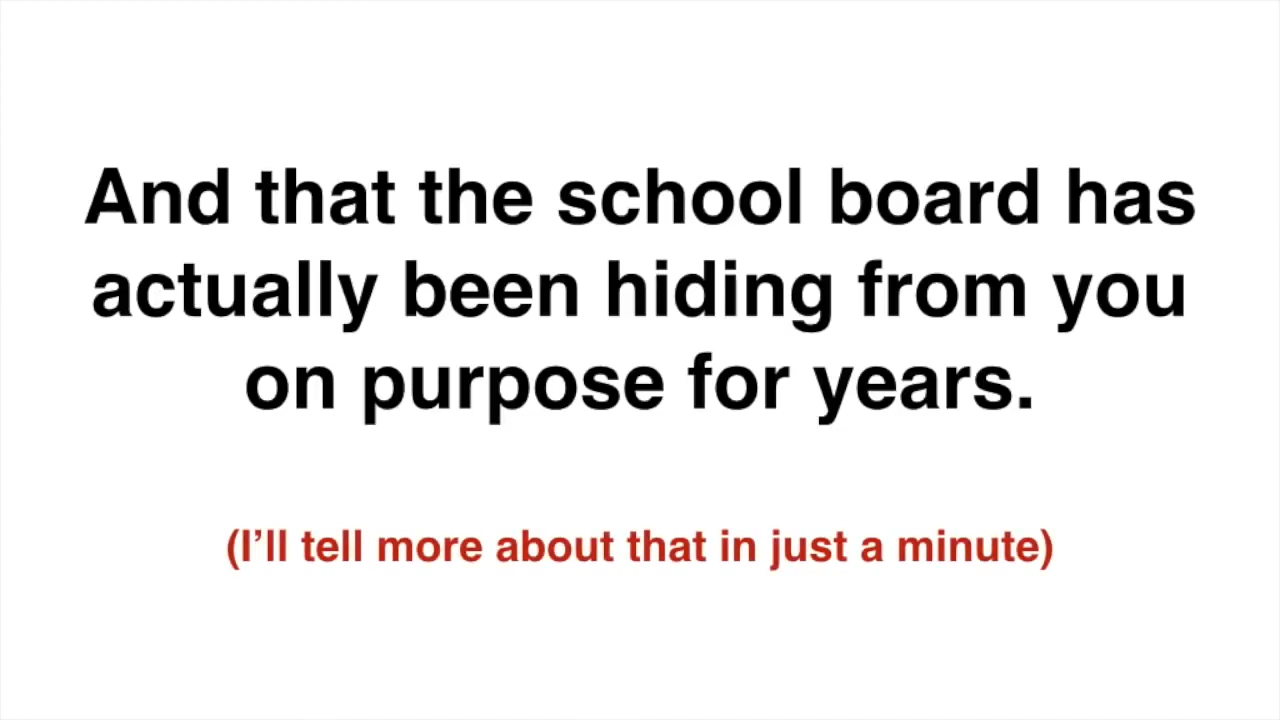 And that the school board has
actually been hiding from you
on purpose for years.
(I’ll tell more about that in just a minute)